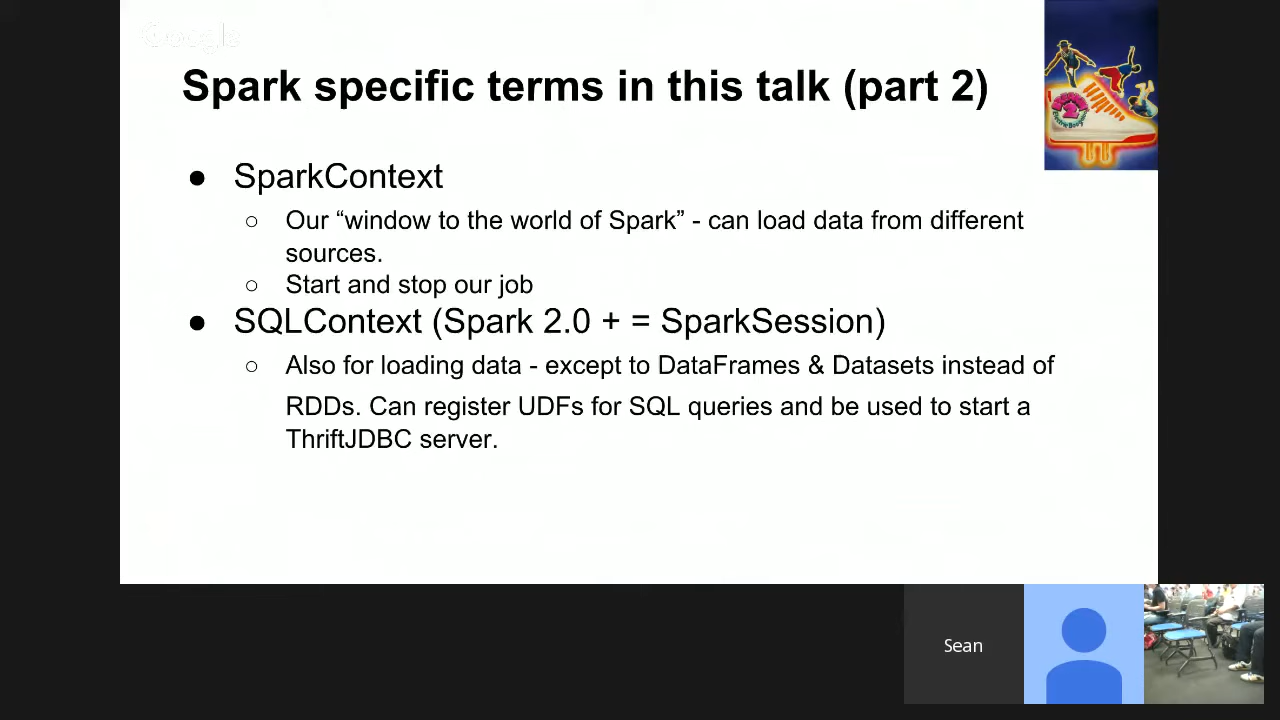 Google
Spark specific terms in this talk (part 2)
● SparkContext
○ Our “window to the world of Spark” - can load data from different
sources.
○ Start and stop our job
● SQLContext (Spark 2.0 + = SparkSession)
○ Also for loading data - except to DataFrames & Datasets instead of
RDDs. Can register UDFs for SQL queries and be used to start a
ThriftJDBC server.
Sean